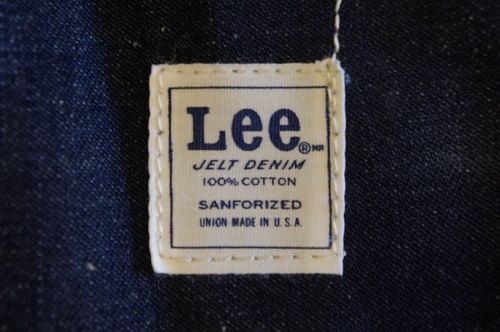 Lee® MR
JELT DENIM
100% COTTON
SANFORIZED
UNION MADE IN U.S.A.